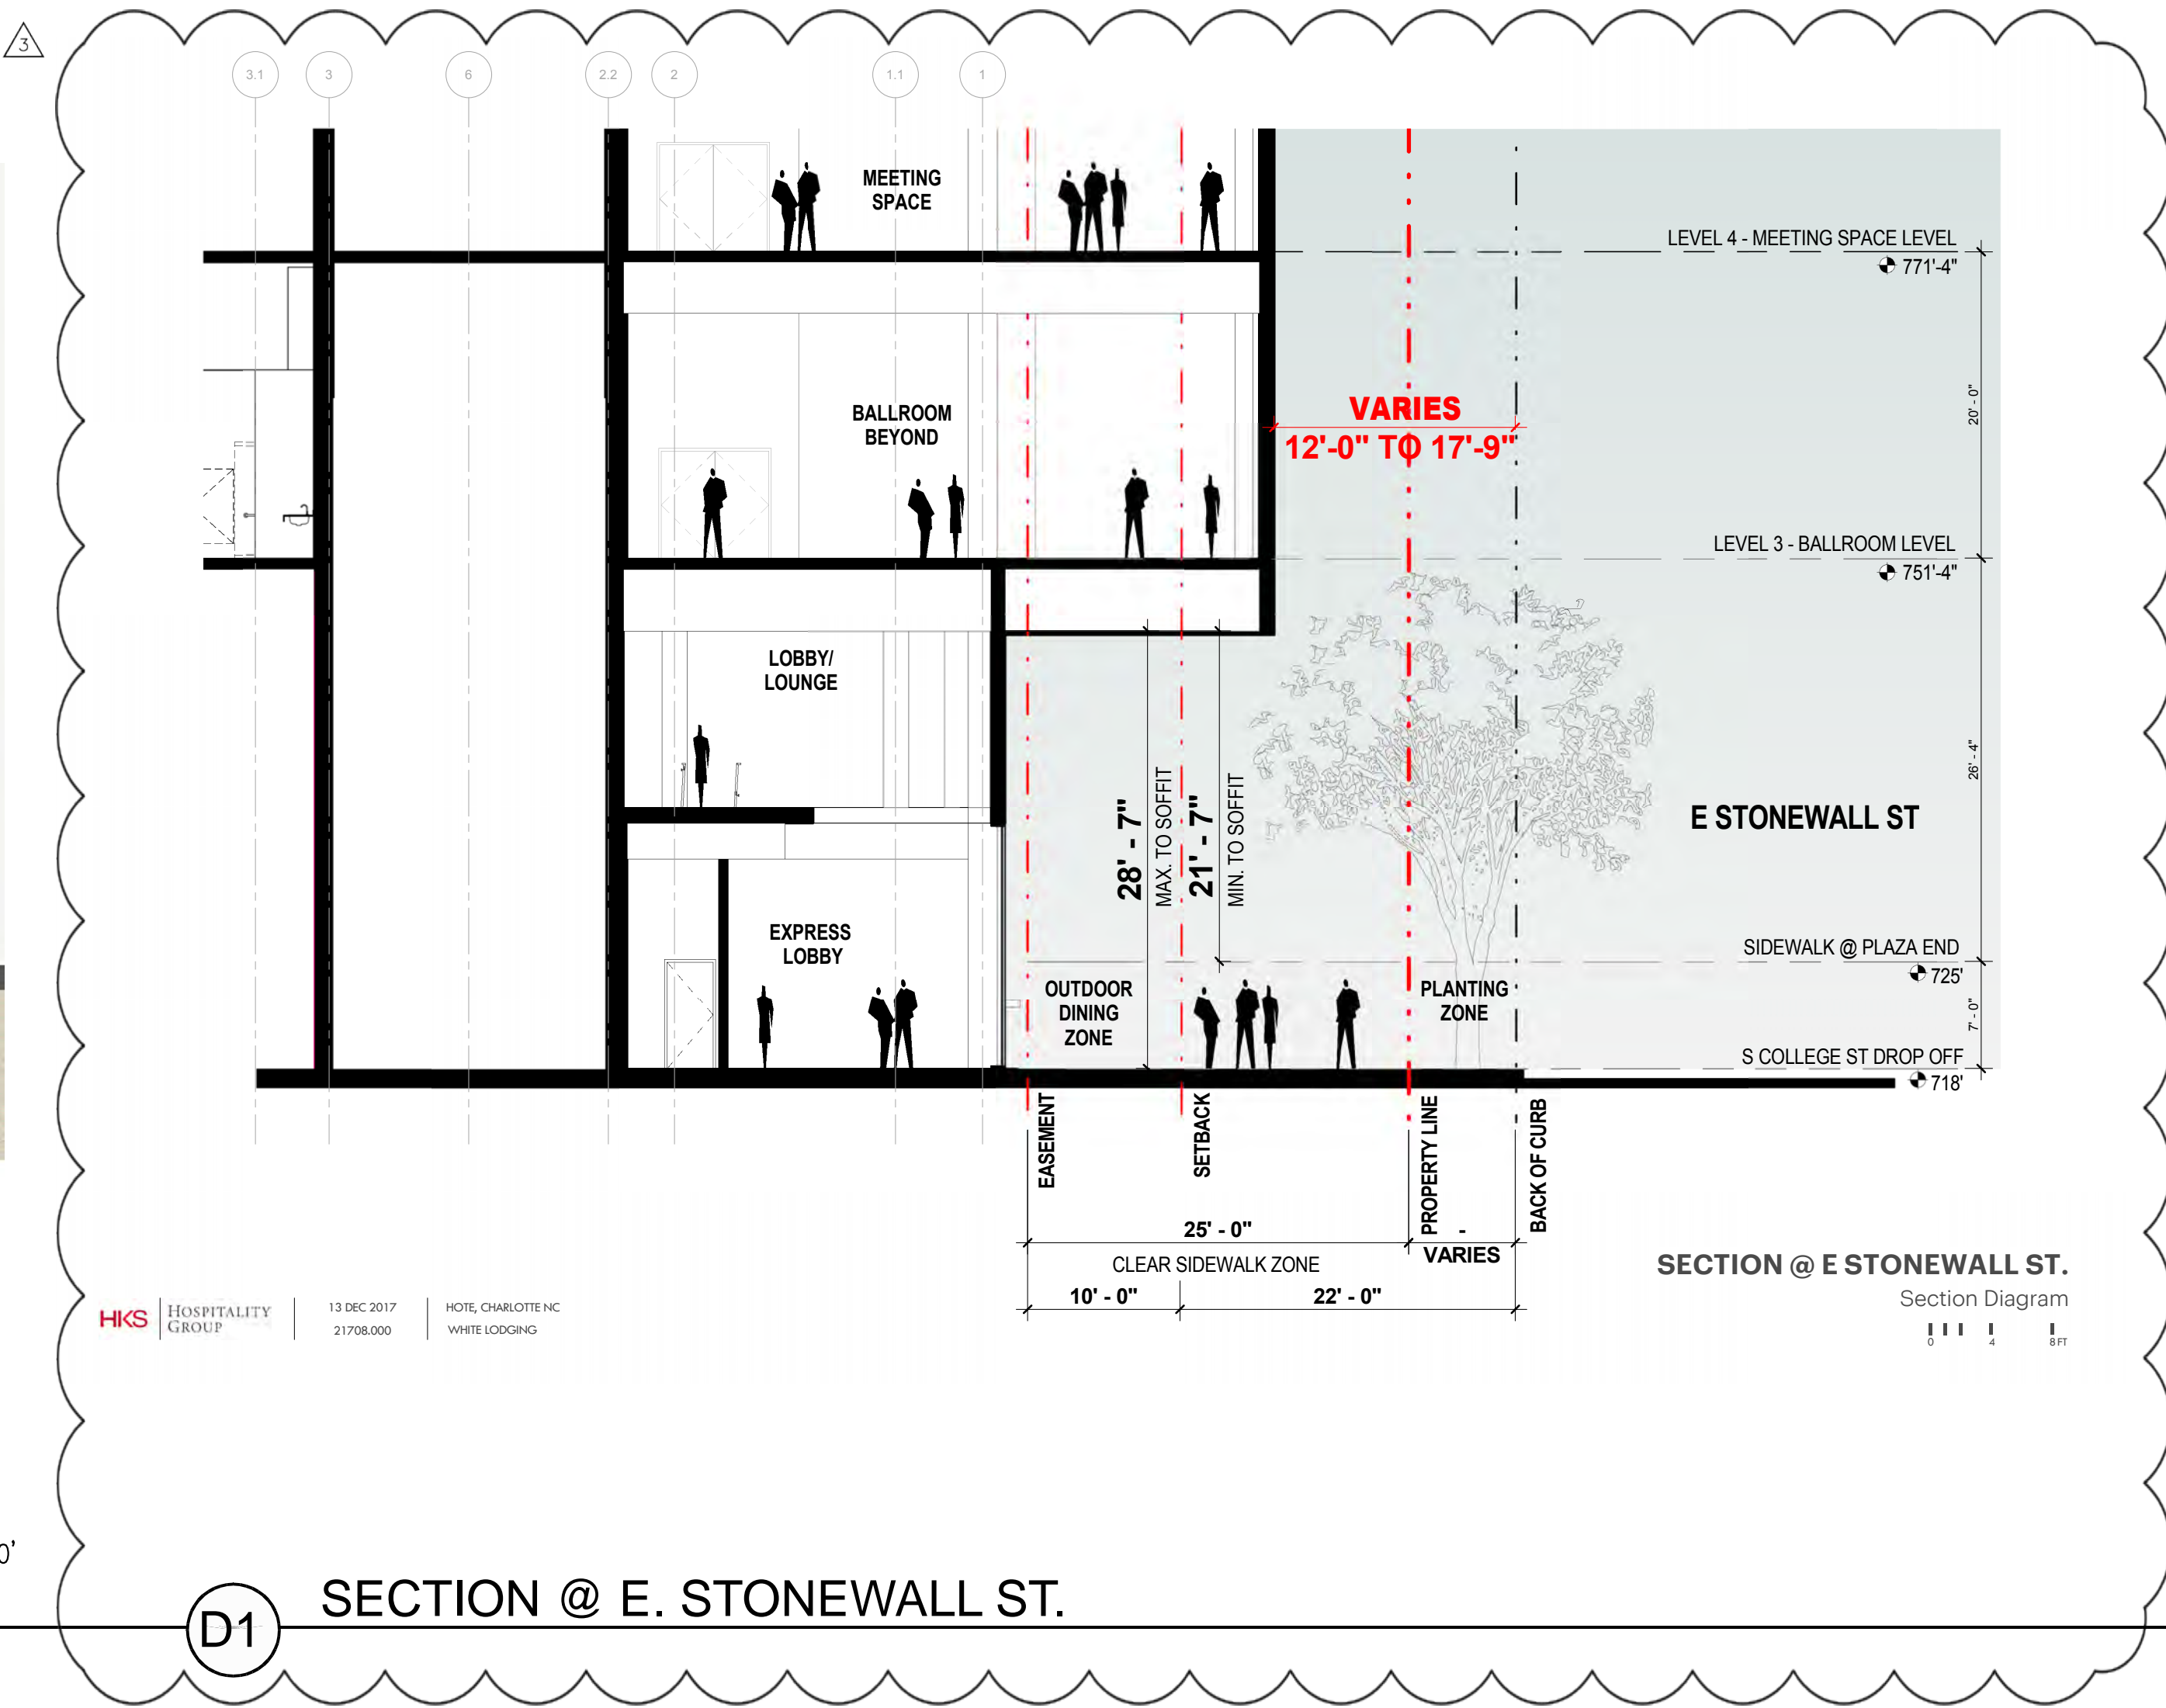 3
3.1
3
6
2.2
2
1.1
1
MEETING
SPACE
LEVEL 4 - MEETING SPACE LEVEL
771'-4"
BALLROOM
BEYOND
VARIES
12'-0" TO 17'-9"
20' - 0"
LEVEL 3 - BALLROOM LEVEL
751'-4"
LOBBY/
LOUNGE
28' - 7"
MAX. TO SOFFIT
21' - 7"
MIN. TO SOFFIT
26' - 4"
E STONEWALL ST
EXPRESS
LOBBY
OUTDOOR
DINING
ZONE
PLANTING
ZONE
SIDEWALK @ PLAZA END
725'
7' - 0"
S COLLEGE ST DROP OFF
718'
EASEMENT
SETBACK
PROPERTY LINE
BACK OF CURB
25' - 0"
-
CLEAR SIDEWALK ZONE
VARIES
10' - 0"
22' - 0"
SECTION @ E STONEWALL ST.
Section Diagram
0 4 8 FT
HKS
HOSPITALITY
GROUP
13 DEC 2017
21708.000
HOTE, CHARLOTTE NC
WHITE LODGING
0'
D1
SECTION @ E. STONEWALL ST.